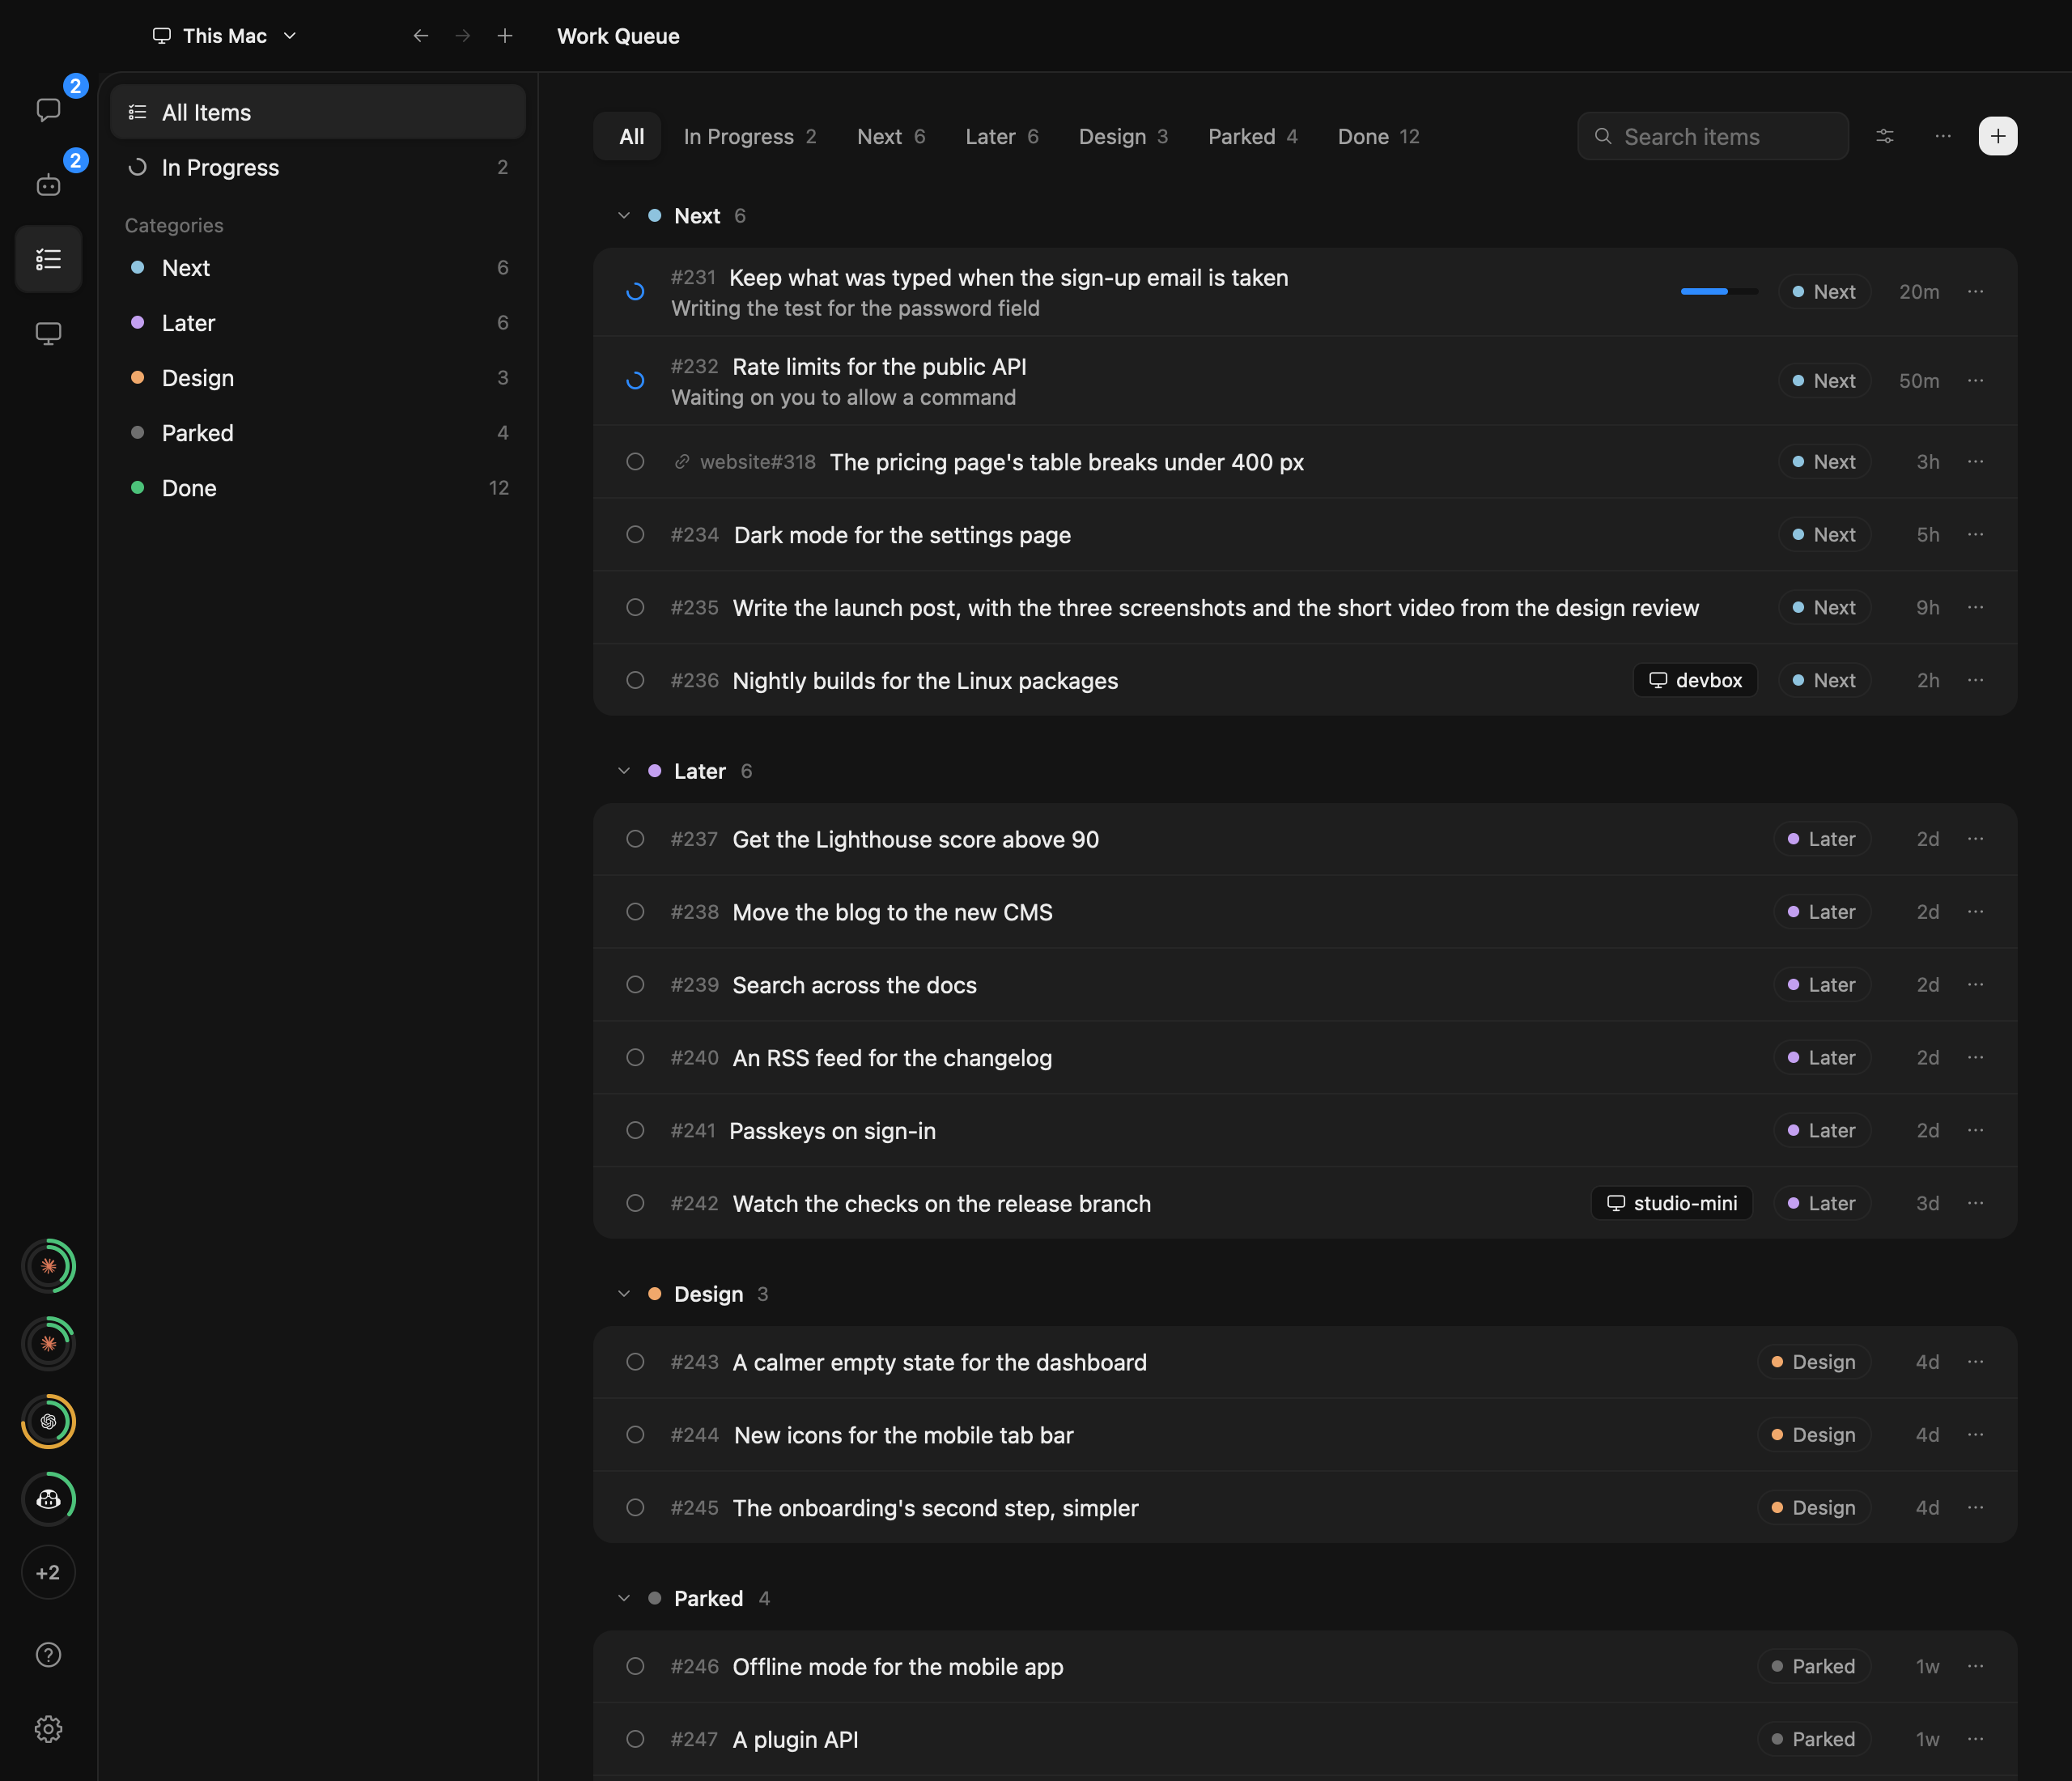 This Mac
Work Queue
2
2
All Items
In Progress 2
Categories
Next 6
Later 6
Design 3
Parked 4
Done 12
+2
All In Progress 2 Next 6 Later 6 Design 3 Parked 4 Done 12
Search items
Next 6
#231 Keep what was typed when the sign-up email is taken Next 20m
Writing the test for the password field
#232 Rate limits for the public API Next 50m
Waiting on you to allow a command
website#318 The pricing page's table breaks under 400 px Next 3h
#234 Dark mode for the settings page Next 5h
#235 Write the launch post, with the three screenshots and the short video from the design review Next 9h
#236 Nightly builds for the Linux packages devbox Next 2h
Later 6
#237 Get the Lighthouse score above 90 Later 2d
#238 Move the blog to the new CMS Later 2d
#239 Search across the docs Later 2d
#240 An RSS feed for the changelog Later 2d
#241 Passkeys on sign-in Later 2d
#242 Watch the checks on the release branch studio-mini Later 3d
Design 3
#243 A calmer empty state for the dashboard Design 4d
#244 New icons for the mobile tab bar Design 4d
#245 The onboarding's second step, simpler Design 4d
Parked 4
#246 Offline mode for the mobile app Parked 1w
#247 A plugin API Parked 1w